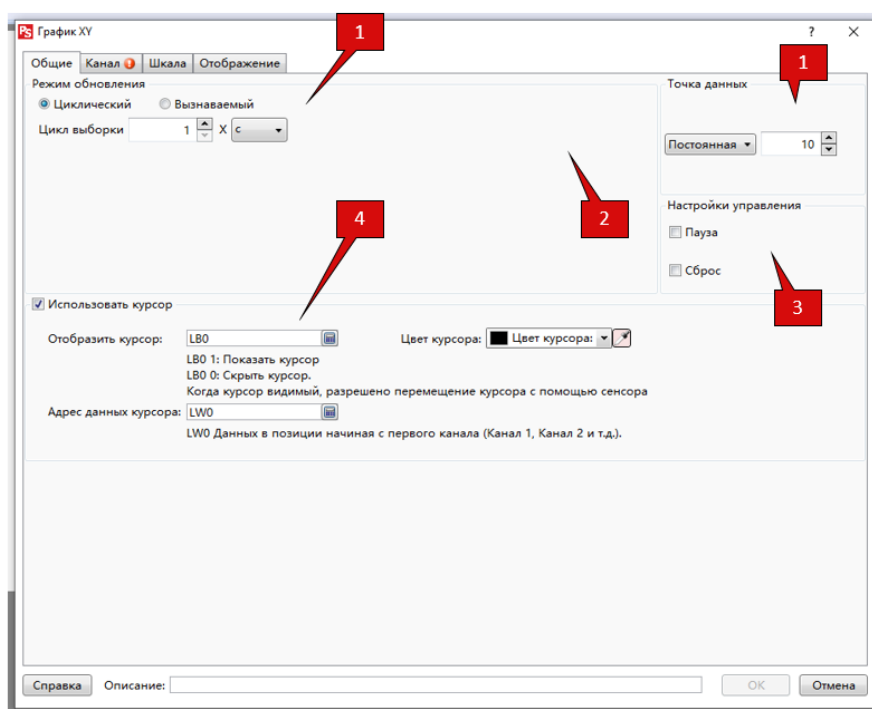 PS График XY ? ×
1
1
Общие Канал Шкала Отображение
Режим обновления
Точка данных
Циклический Вызнаваемый
Цикл выборки 1 X с
Постоянная 10
4
2
Настройки управления
Пауза
Сброс
3
Использовать курсор
Отобразить курсор: LB0 Цвет курсора: Цвет курсора:
LB0 1: Показать курсор
LB0 0: Скрыть курсор.
Когда курсор видимый, разрешено перемещение курсора с помощью сенсора
Адрес данных курсора: LW0
LW0 Данных в позиции начиная с первого канала (Канал 1, Канал 2 и т.д.).
Справка Описание: OK Отмена